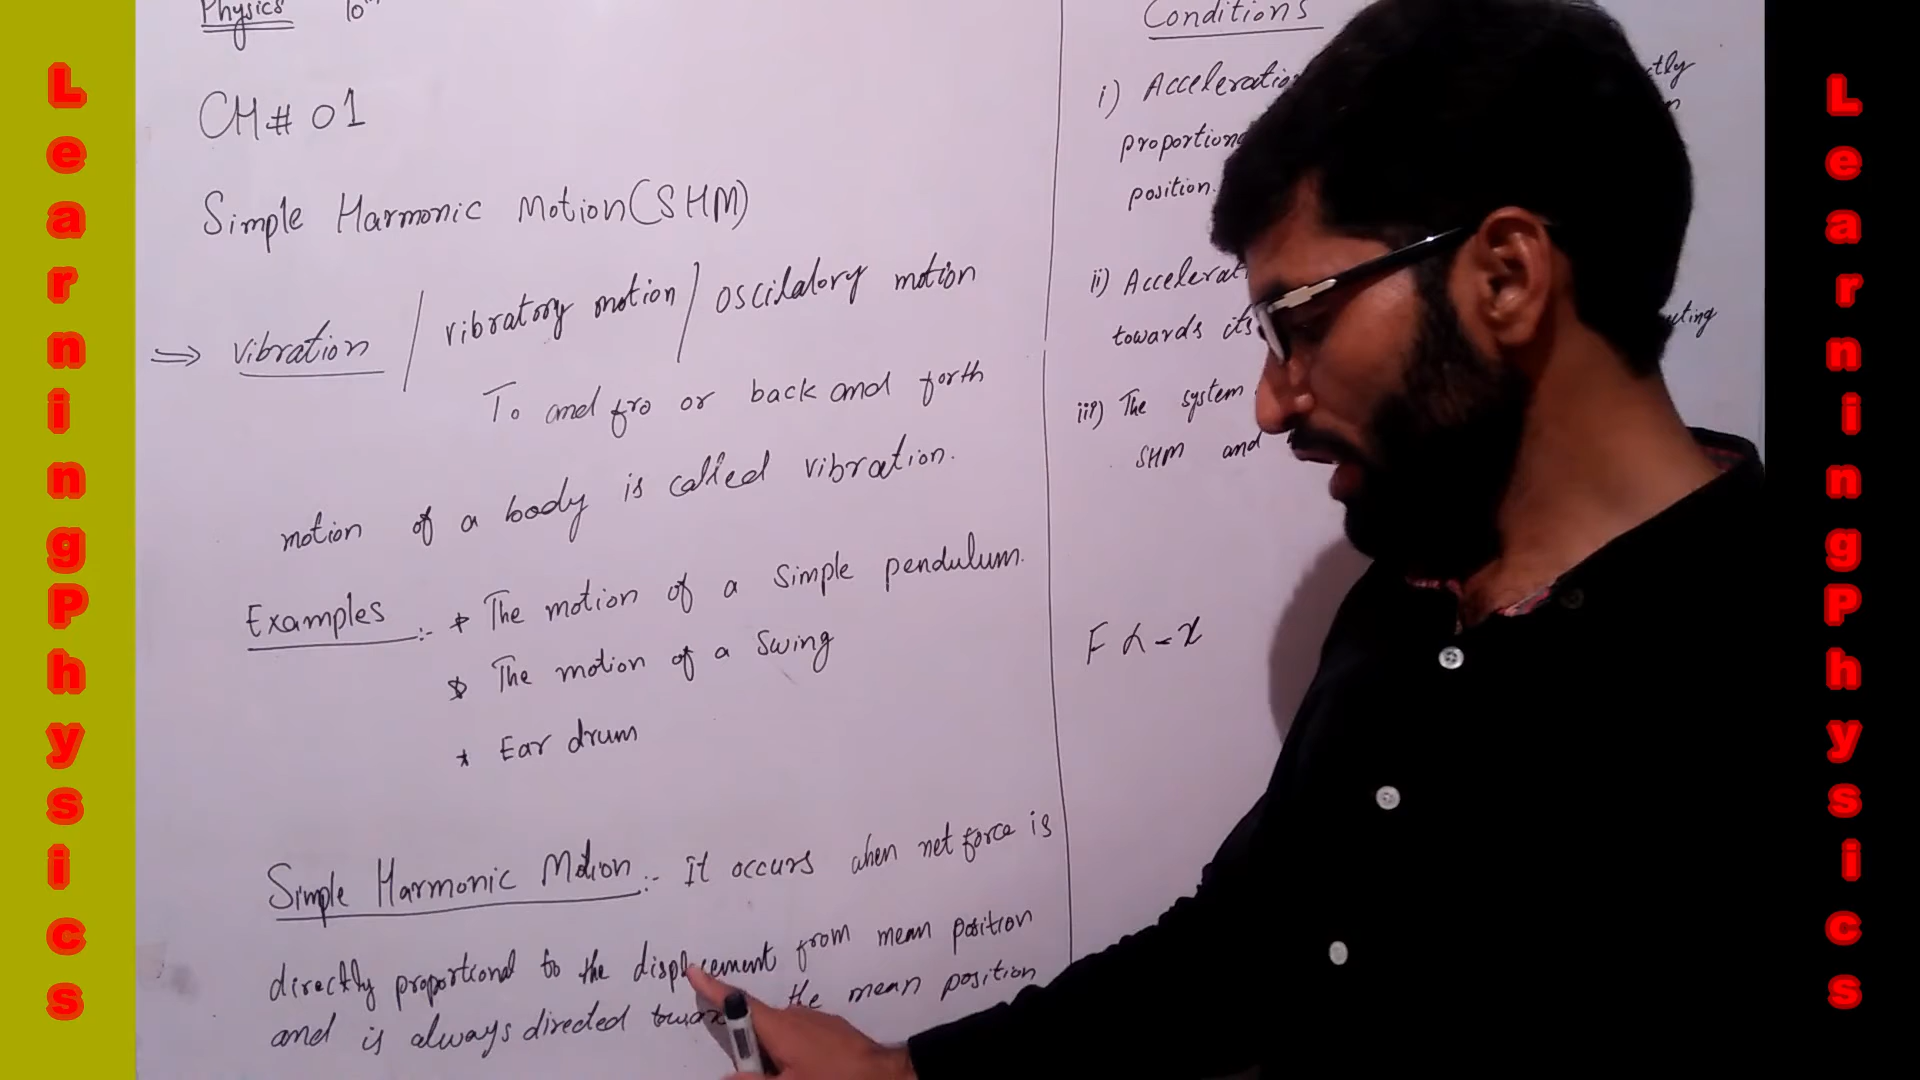 LearningPhysics
Physics 10th
CH# 01
Simple Harmonic Motion(SHM)
⇒ Vibration / vibratory motion / oscilatory motion
To and fro or back and forth
motion of a body is called vibration.
Examples :- * The motion of a simple pendulum.
* The motion of a Swing
* Ear drum
Simple Harmonic Motion :- It occurs when net force is
directly proportional to the displacement from mean position
and is always directed the mean position
Conditions
i) Acceleration
proportional
position.
ii)
towards its
iii) The system
SHM and
F α -x
LearningPhysics